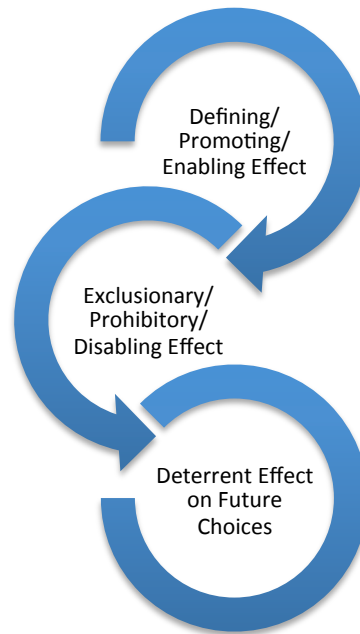 Defining/
Promoting/
Enabling Effect
Exclusionary/
Prohibitory/
Disabling Effect
Deterrent Effect
on Future
Choices